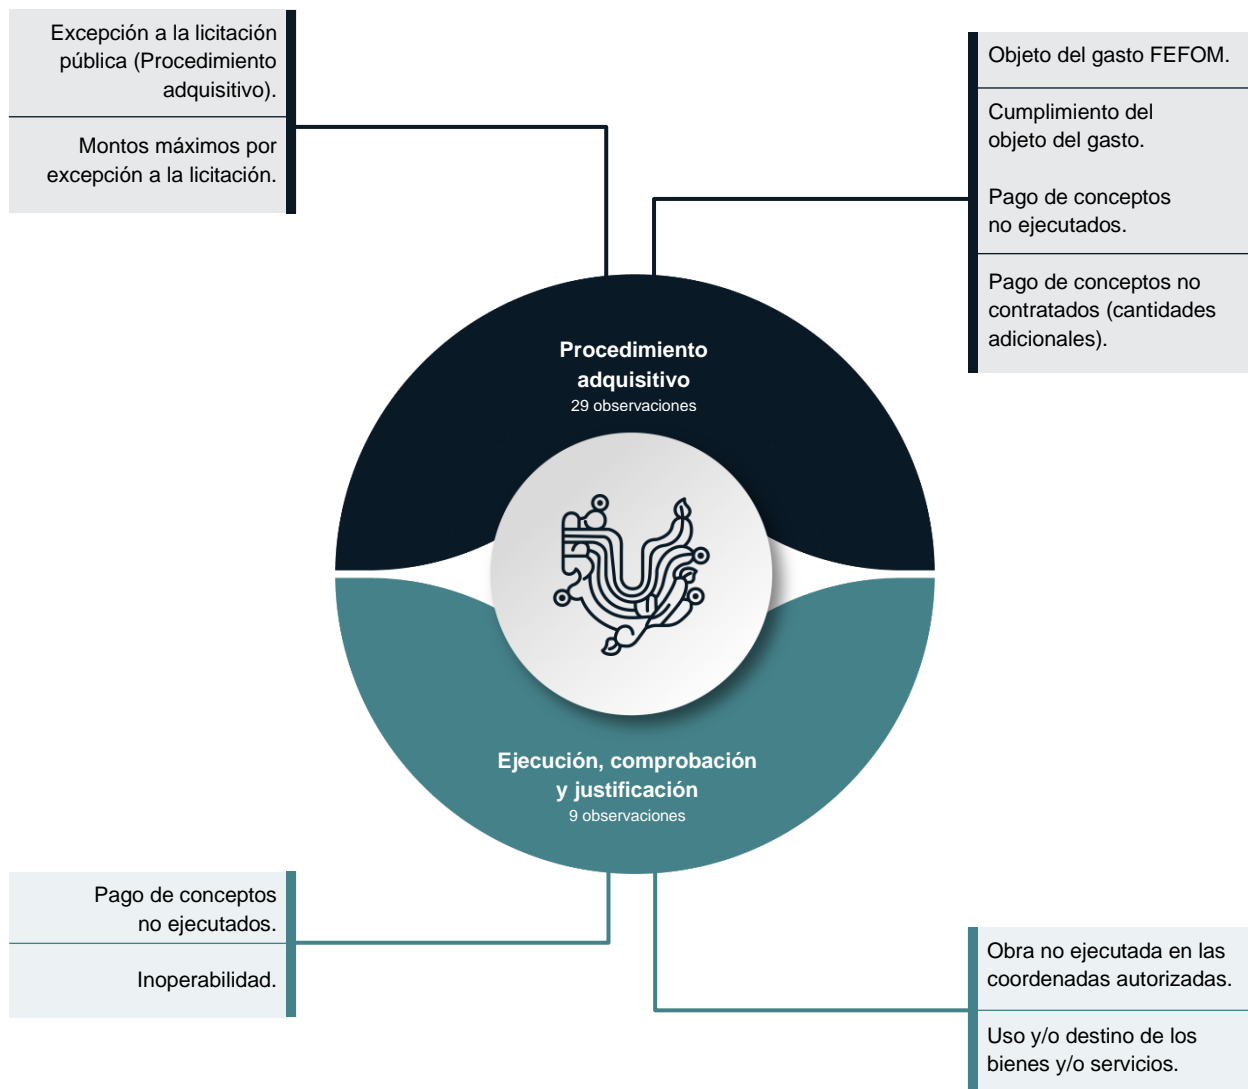 Excepción a la licitación
pública (Procedimiento
adquisitivo).
Montos máximos por
excepción a la licitación.
Objeto del gasto FEFOM.
Cumplimiento del
objeto del gasto.
Pago de conceptos
no ejecutados.
Pago de conceptos no
contratados (cantidades
adicionales).
Procedimiento
adquisitivo
29 observaciones
Ejecución, comprobación
y justificación
9 observaciones
Pago de conceptos
no ejecutados.
Inoperabilidad.
Obra no ejecutada en las
coordenadas autorizadas.
Uso y/o destino de los
bienes y/o servicios.